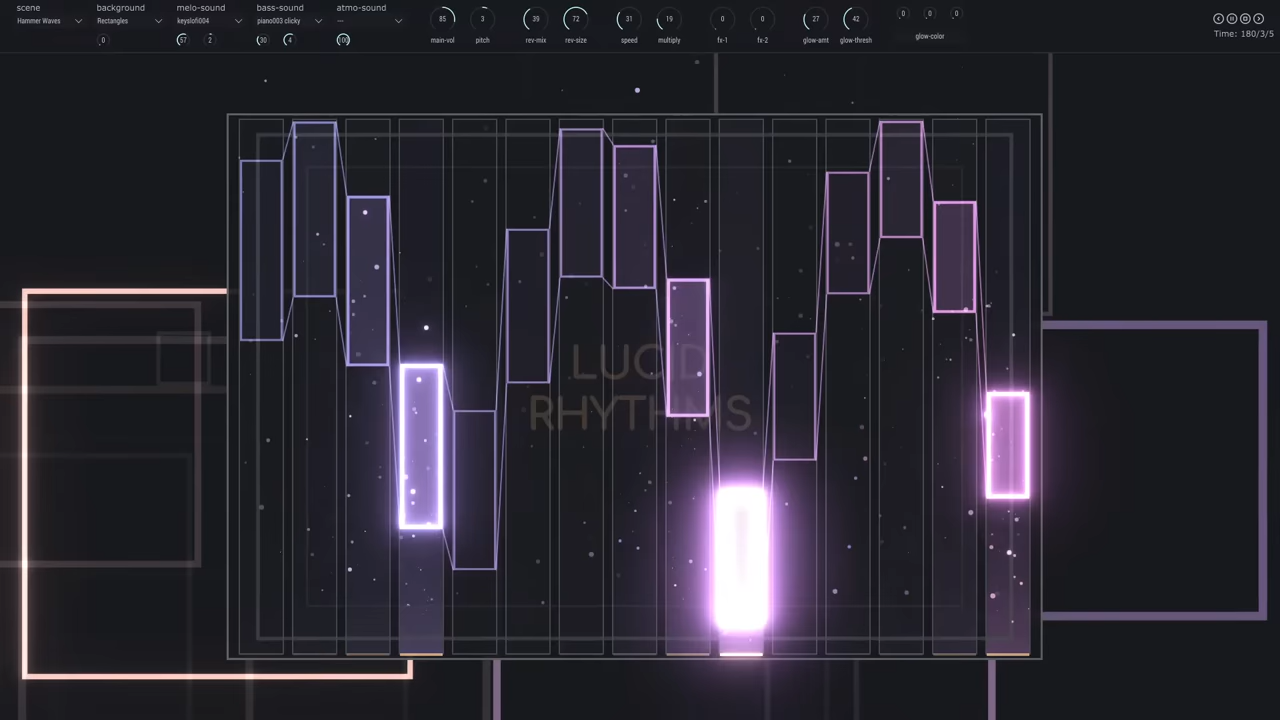 scene background melo-sound bass-sound atmo-sound
Hammer Waves Rectangles keyslofi004 piano003 clicky ---
0 57 2 30 4 100
85 3 39 72 31 19 0 0 27 42 0 0 0
main-vol pitch rev-mix rev-size speed multiply fx-1 fx-2 glow-amt glow-thresh glow-color
Time: 180/3/5
LUCID
RHYTHMS